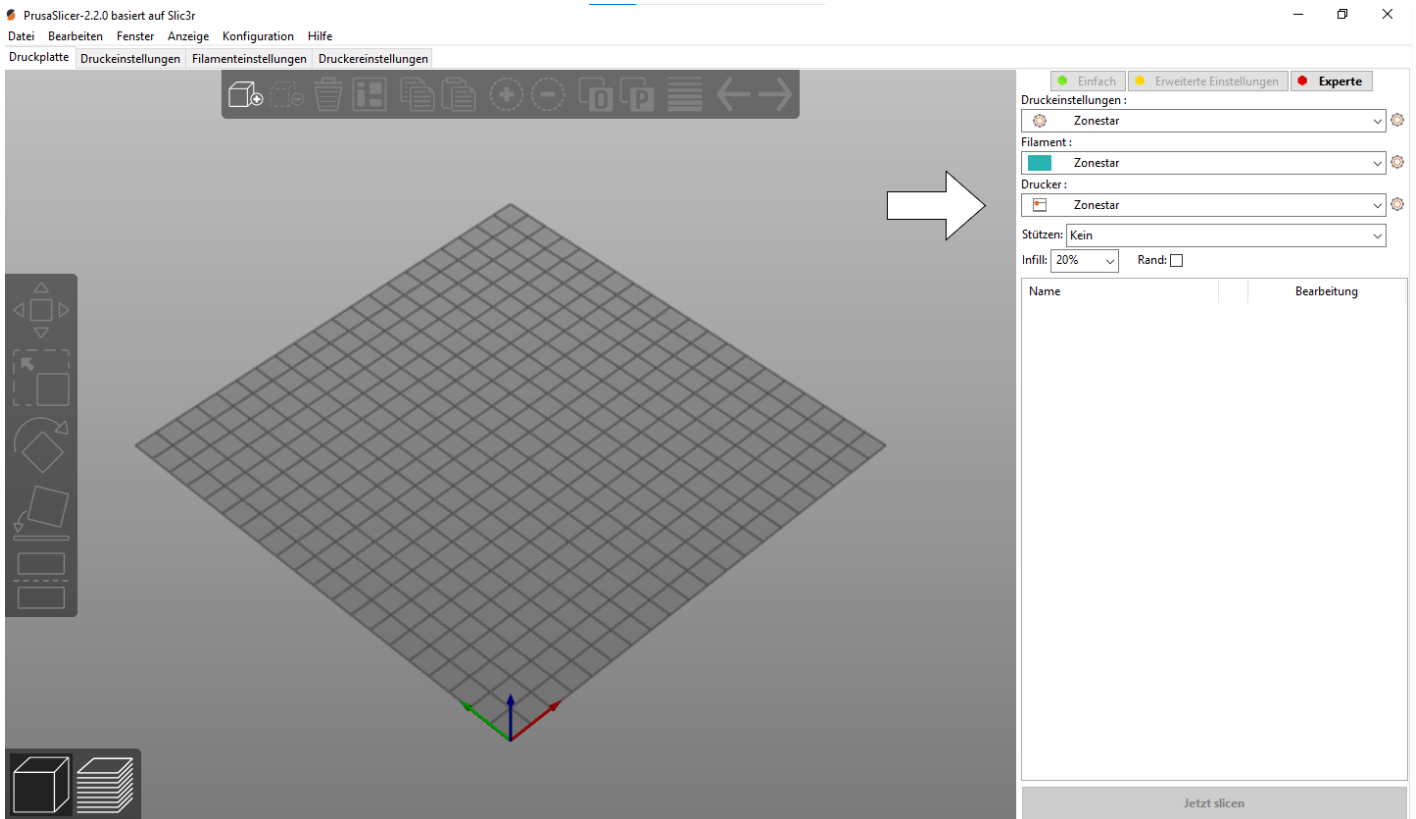 PrusaSlicer-2.2.0 basiert auf Slic3r
Datei Bearbeiten Fenster Anzeige Konfiguration Hilfe
Druckplatte Druckeinstellungen Filamenteinstellungen Druckereinstellungen
Einfach Erweiterte Einstellungen Experte
Druckeinstellungen :
Zonestar
Filament :
Zonestar
Drucker :
Zonestar
Stützen: Kein
Infill: 20% Rand:
Name Bearbeitung
O P
Jetzt slicen